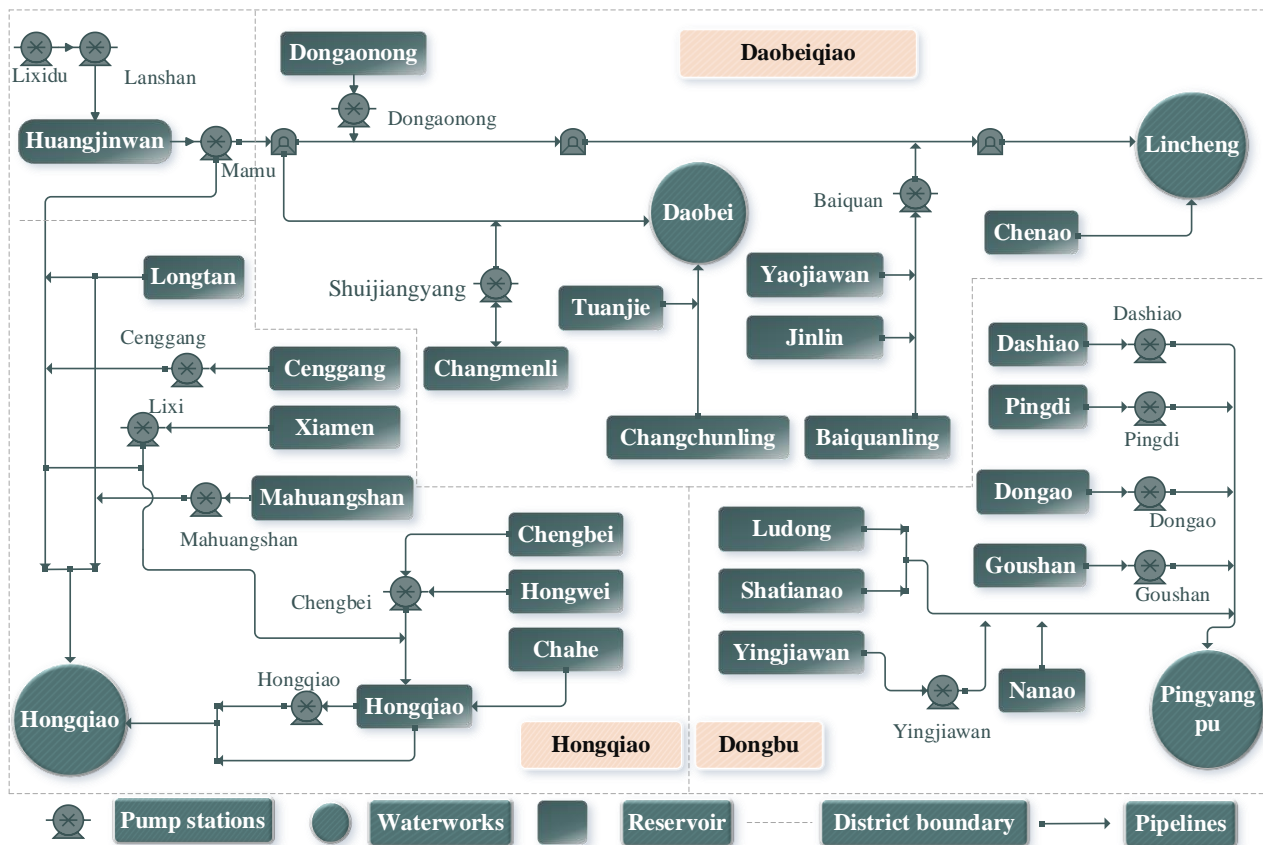 Lixidu
Lanshan
Huangjinwan
Mamu
Dongaonong
Dongaonong
Daobeiqiao
Lincheng
Daobei
Baiquan
Chenao
Longtan
Shuijiangyang
Tuanjie
Yaojiawan
Jinlin
Changmenli
Changchunling
Baiquanling
Cenggang
Cenggang
Lixi
Xiamen
Mahuangshan
Mahuangshan
Chengbei
Hongwei
Chengbei
Chahe
Hongqiao
Hongqiao
Hongqiao
Hongqiao
Dashiao
Dashiao
Pingdi
Pingdi
Dongao
Dongao
Goushan
Goushan
Ludong
Shatianao
Yingjiawan
Yingjiawan
Nanao
Pingyang
pu
Dongbu
Pump stations
Waterworks
Reservoir
District boundary
Pipelines